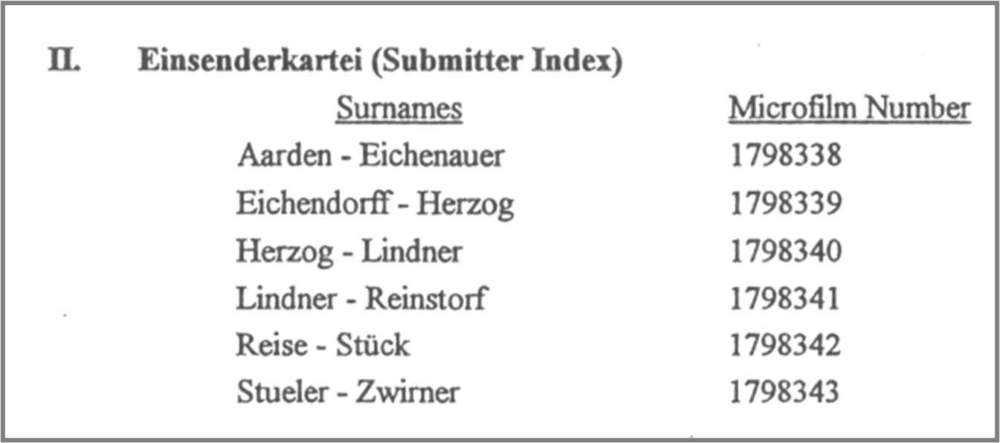 II. Einsenderkartei (Submitter Index)
Surnames Microfilm Number
Aarden - Eichenauer 1798338
Eichendorff - Herzog 1798339
Herzog - Lindner 1798340
Lindner - Reinstorf 1798341
Reise - Stück 1798342
Stueler - Zwirner 1798343